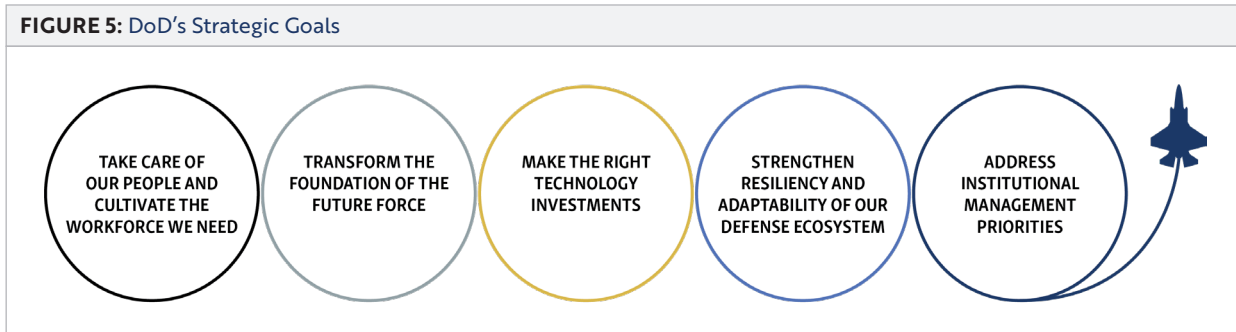 FIGURE 5: DoD's Strategic Goals
TAKE CARE OF
OUR PEOPLE AND
CULTIVATE THE
WORKFORCE WE NEED
TRANSFORM THE
FOUNDATION OF THE
FUTURE FORCE
MAKE THE RIGHT
TECHNOLOGY
INVESTMENTS
STRENGTHEN
RESILIENCY AND
ADAPTABILITY OF OUR
DEFENSE ECOSYSTEM
ADDRESS
INSTITUTIONAL
MANAGEMENT
PRIORITIES